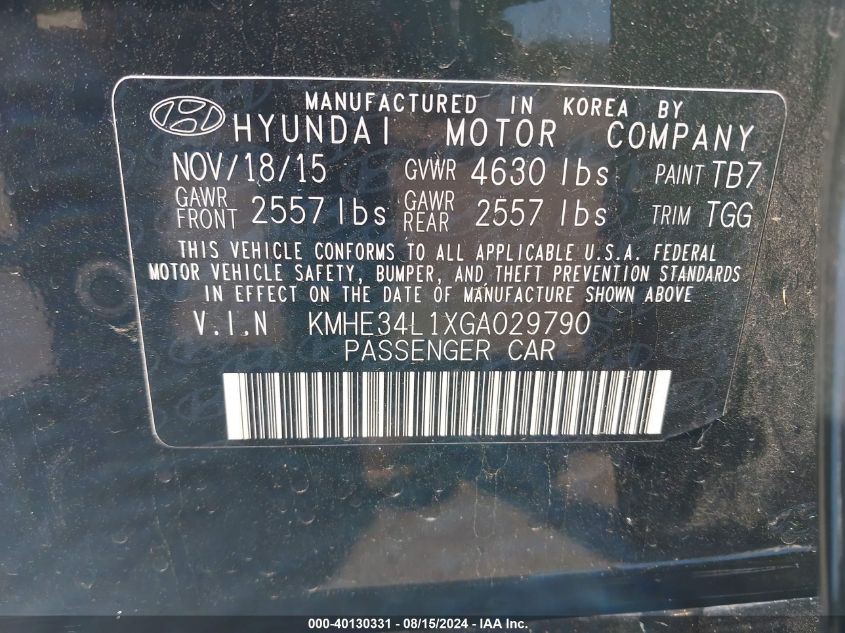 MANUFACTURED IN KOREA BY
HYUNDAI MOTOR COMPANY
NOV/18/15 GVWR 4630 lbs PAINT TB7
GAWR FRONT 2557 lbs GAWR REAR 2557 lbs TRIM TGG
THIS VEHICLE CONFORMS TO ALL APPLICABLE U.S.A. FEDERAL
MOTOR VEHICLE SAFETY, BUMPER, AND THEFT PREVENTION STANDARDS
IN EFFECT ON THE DATE OF MANUFACTURE SHOWN ABOVE
V.I.N KMHE34L1XGA029790
PASSENGER CAR
000-40130331 - 08/15/2024 - IAA Inc.